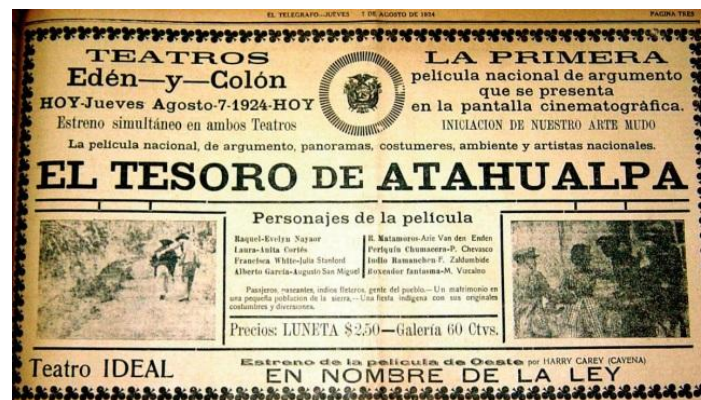 EL TELEGRAFO—JUEVES 7 DE AGOSTO DE 1924
PAGINA TRES
TEATROS
Edén—y—Colón
HOY-Jueves Agosto-7-1924-HOY
Estreno simultáneo en ambos Teatros
LA PRIMERA
película nacional de argumento
que se presenta
en la pantalla cinematogràfica.
INICIACION DE NUESTRO ARTE MUDO
La película nacional, de argumento, panoramas, costumeres, ambiente y artistas nacionales.
EL TESORO DE ATAHUALPA
Personajes de la película
Raquel-Evelyn Nayaor
Laura-Anita Cortés
Francisca White-Julia Stanford
Alberto García-Augusto San Miguel
R. Matamoros-Arie Van den Enden
Periquín Chumacera-P. Chevasco
Indio Ramanchen-F. Zaldumbide
Boxeador fantasma-M. Vizcaíno
Pasajeros, paseantes, indios fleteros, gente del pueblo.—Un matrimonio en
una pequeña poblacion de la sierra.—Una fiesta indígena con sus originales
costumbres y diversiones.
Precios: LUNETA $ 2,50—Galería 60 Ctvs.
Teatro IDEAL
Estreno de la película de Oeste por HARRY CAREY (CAYENA)
EN NOMBRE DE LA LEY